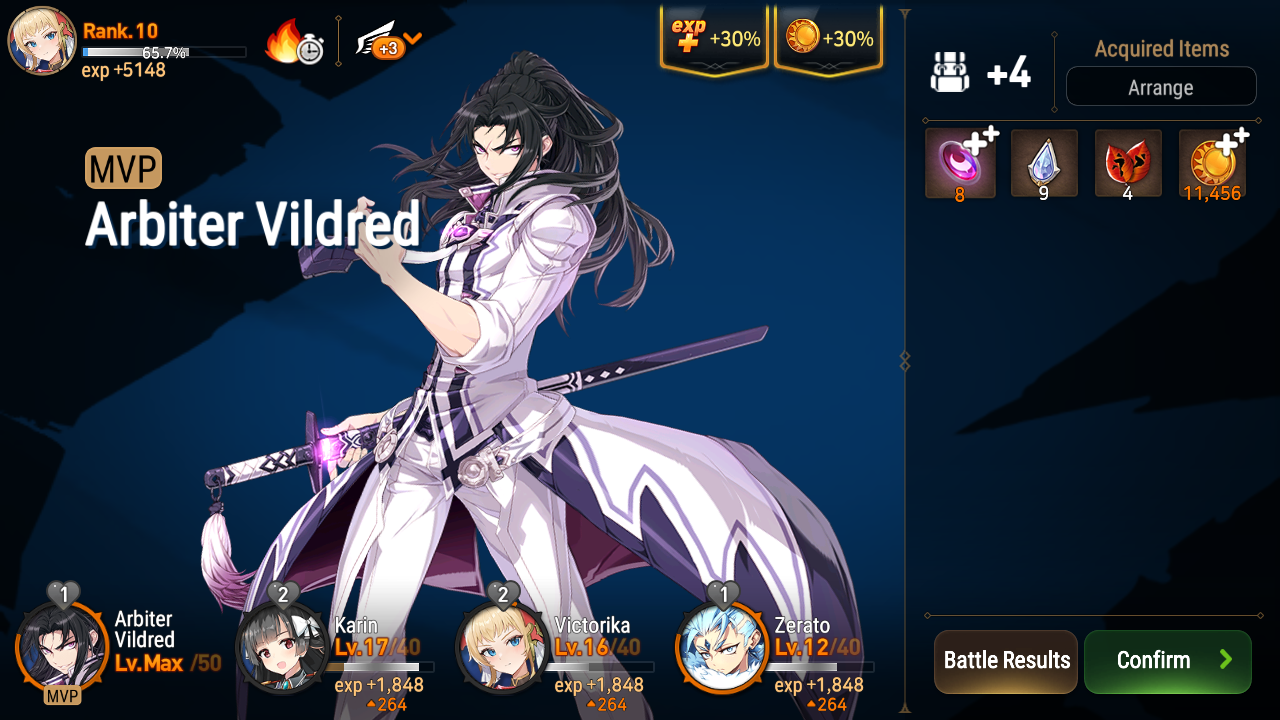 Rank.10
65.7%
exp +5148
+3
exp +30%
+30%
+4
Acquired Items
Arrange
8
9
4
11,456
MVP
Arbiter Vildred
1
Arbiter
Vildred
Lv.Max /50
MVP
2
Karin
Lv.17/40
exp +1,848
264
2
Victorika
Lv.16/40
exp +1,848
264
1
Zerato
Lv.12/40
exp +1,848
264
Battle Results
Confirm